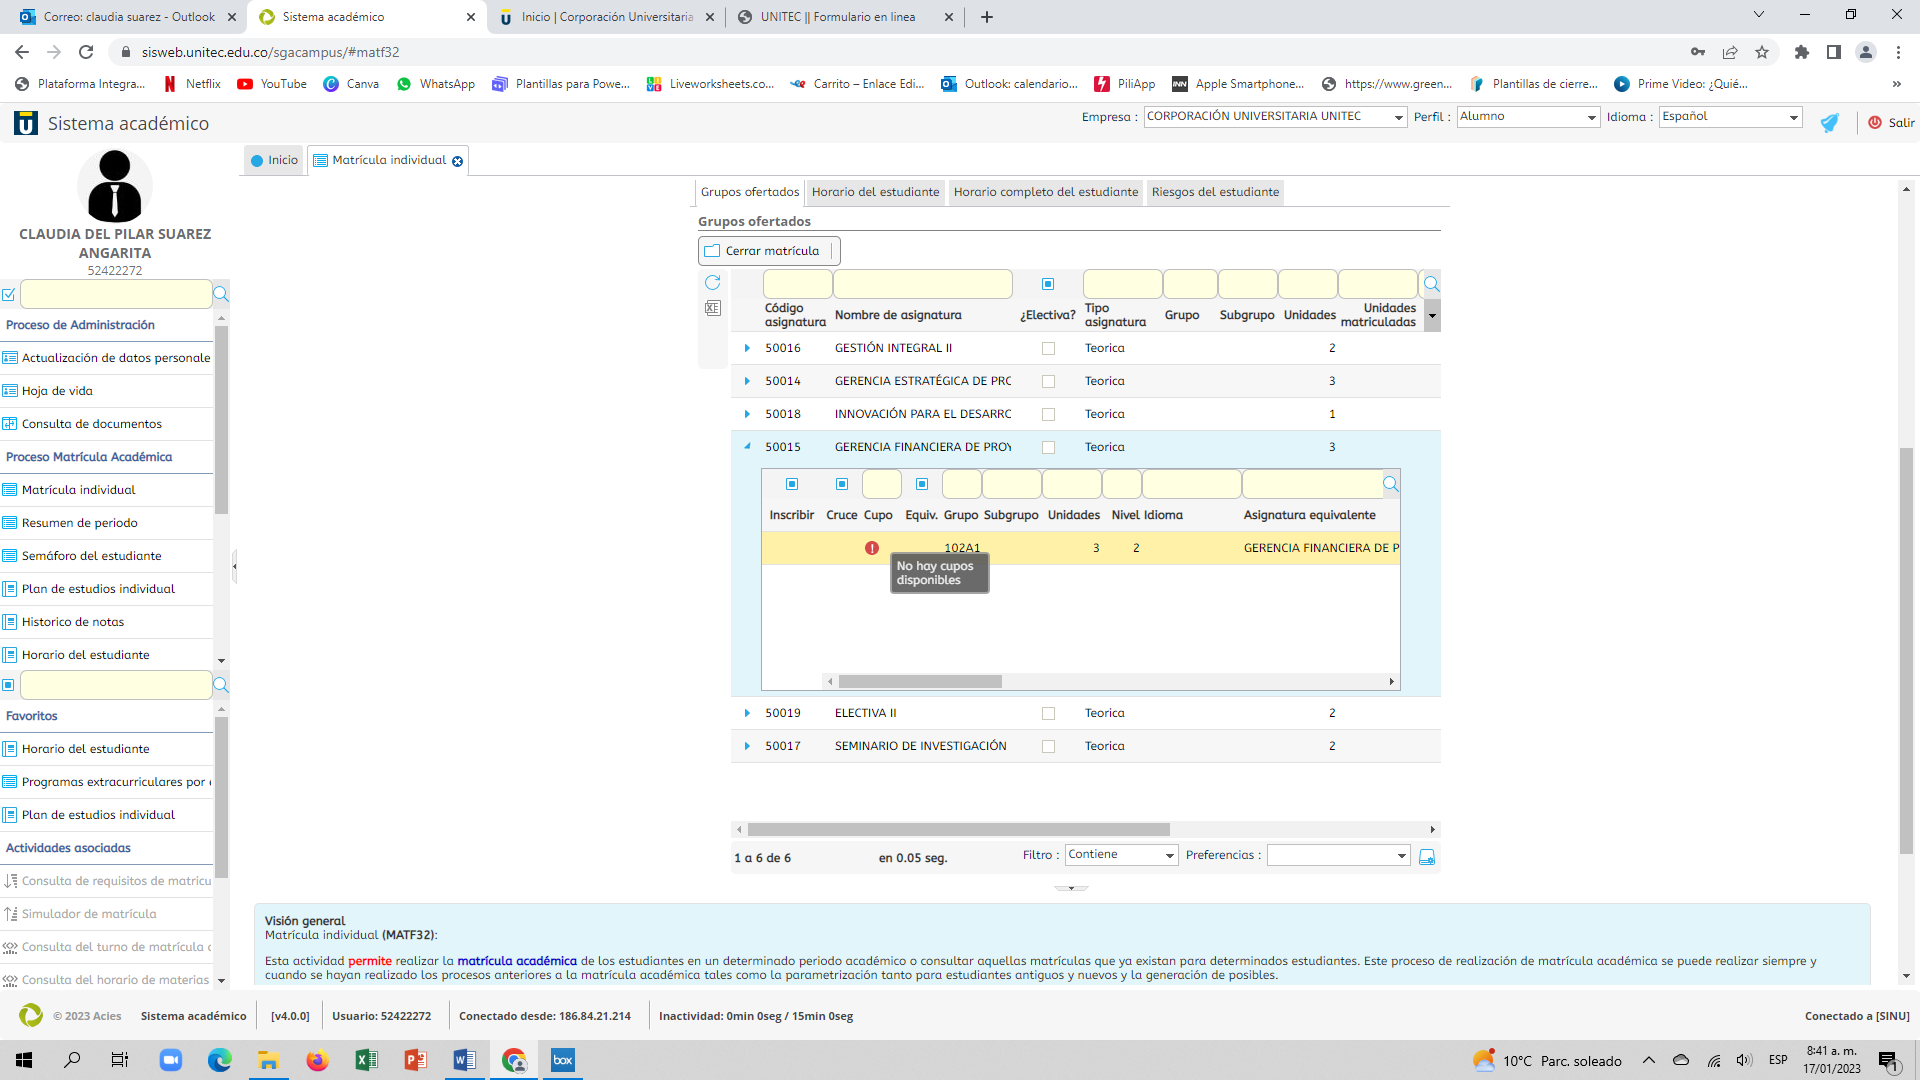 Correo: claudia suarez - Outlook
Sistema académico
Inicio | Corporación Universitaria
UNITEC || Formulario en linea
sisweb.unitec.edu.co/sgacampus/#matf32
Plataforma Integra... Netflix YouTube Canva WhatsApp Plantillas para Powe... Liveworksheets.co... Carrito – Enlace Edi... Outlook: calendario... PiliApp Apple Smartphone... https://www.green... Plantillas de cierre... Prime Video: ¿Qué... »
Sistema académico
Empresa : CORPORACIÓN UNIVERSITARIA UNITEC Perfil : Alumno Idioma : Español Salir
Inicio Matrícula individual
CLAUDIA DEL PILAR SUAREZ
ANGARITA
52422272
Proceso de Administración
Actualización de datos personale
Hoja de vida
Consulta de documentos
Proceso Matrícula Académica
Matrícula individual
Resumen de periodo
Semáforo del estudiante
Plan de estudios individual
Historico de notas
Horario del estudiante
Favoritos
Horario del estudiante
Programas extracurriculares por
Plan de estudios individual
Actividades asociadas
Consulta de requisitos de matricu
Simulador de matrícula
Consulta del turno de matrícula
Consulta del horario de materias
Grupos ofertados Horario del estudiante Horario completo del estudiante Riesgos del estudiante
Grupos ofertados
Cerrar matrícula
Código asignatura Nombre de asignatura ¿Electiva? Tipo asignatura Grupo Subgrupo Unidades Unidades matriculadas
50016 GESTIÓN INTEGRAL II Teorica 2
50014 GERENCIA ESTRATÉGICA DE PRC Teorica 3
50018 INNOVACIÓN PARA EL DESARRC Teorica 1
50015 GERENCIA FINANCIERA DE PROY Teorica 3
Inscribir Cruce Cupo Equiv. Grupo Subgrupo Unidades Nivel Idioma Asignatura equivalente
102A1 3 2 GERENCIA FINANCIERA DE P
No hay cupos
disponibles
50019 ELECTIVA II Teorica 2
50017 SEMINARIO DE INVESTIGACIÓN Teorica 2
1 a 6 de 6 en 0.05 seg. Filtro : Contiene Preferencias :
Visión general
Matrícula individual (MATF32):
Esta actividad permite realizar la matrícula académica de los estudiantes en un determinado periodo académico o consultar aquellas matrículas que ya existan para determinados estudiantes. Este proceso de realización de matrícula académica se puede realizar siempre y
cuando se hayan realizado los procesos anteriores a la matrícula académica tales como la parametrización tanto para estudiantes antiguos y nuevos y la generación de posibles.
© 2023 Acies Sistema académico [v4.0.0] Usuario: 52422272 Conectado desde: 186.84.21.214 Inactividad: 0min 0seg / 15min 0seg Conectado a [SINU]
box 10°C Parc. soleado ESP 8:41 a. m.
17/01/2023 1